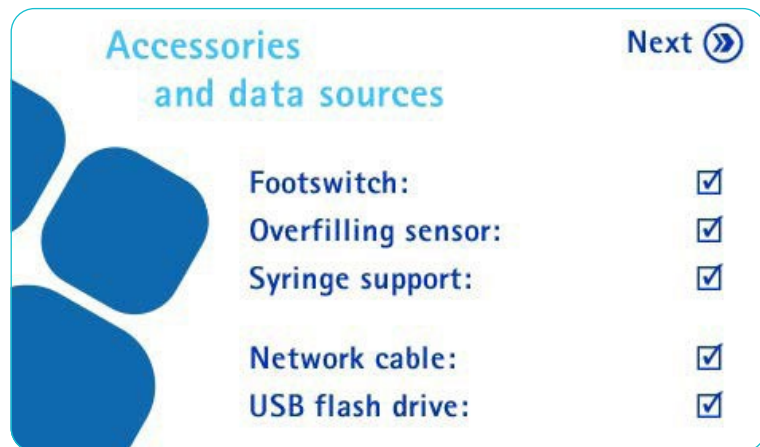 Accessories
and data sources
Next
Footswitch:
Overfilling sensor:
Syringe support:
Network cable:
USB flash drive: